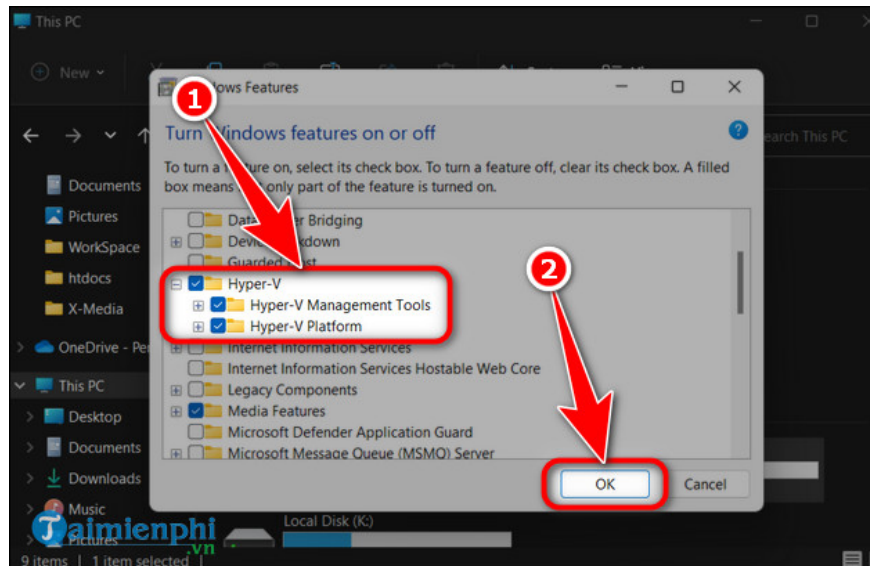 This PC
New
1
Windows Features
Turn Windows features on or off
To turn a feature on, select its check box. To turn a feature off, clear its check box. A filled
box means that only part of the feature is turned on.
Search This PC
Documents
Pictures
WorkSpace
htdocs
X-Media
OneDrive - Per
This PC
Desktop
Documents
Downloads
Music
Pictures
Bridging
Device Lockdown
Guarded Host
2
Hyper-V
Hyper-V Management Tools
Hyper-V Platform
Internet Information Services
Internet Information Services Hostable Web Core
Legacy Components
Media Features
Microsoft Defender Application Guard
Microsoft Message Queue (MSMQ) Server
OK
Cancel
Local Disk (K:)
Taimienphi
.vn
9 items
1 item selected